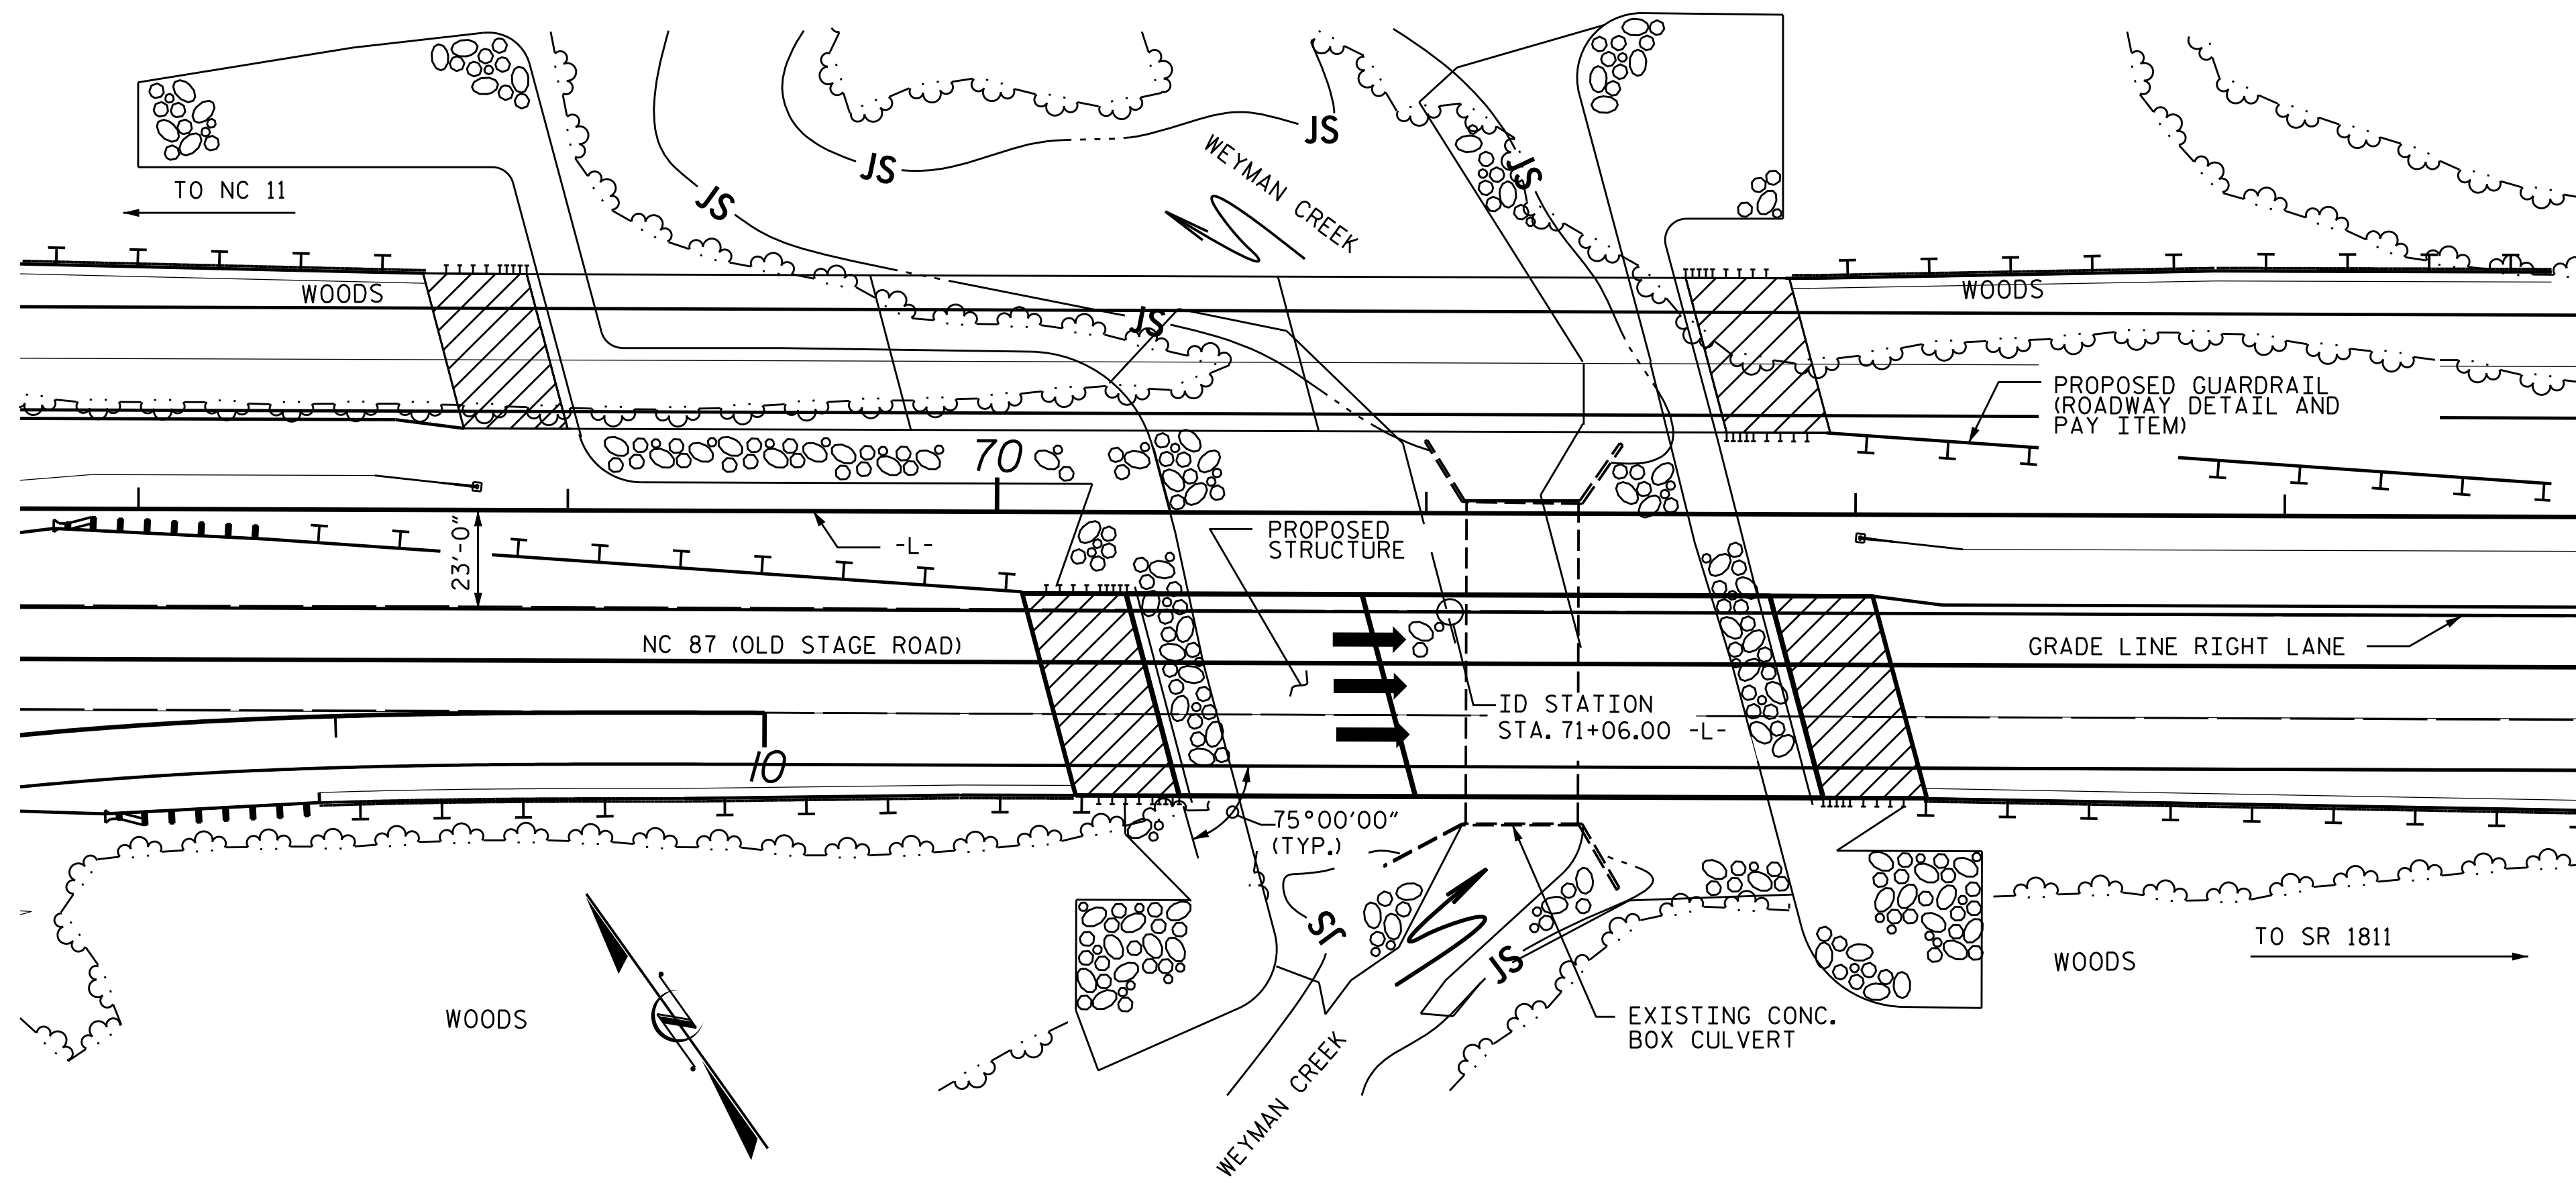 JS
WEYMAN CREEK
JS
JS
JS
TO NC 11
WOODS
WOODS
JS
PROPOSED GUARDRAIL
(ROADWAY DETAIL AND
PAY ITEM)
70
PROPOSED
STRUCTURE
-L-
23'-0"
NC 87 (OLD STAGE ROAD)
GRADE LINE RIGHT LANE
ID STATION
STA. 71+06.00 -L-
10
75°00'00"
(TYP.)
JS
JS
TO SR 1811
WOODS
WOODS
EXISTING CONC.
BOX CULVERT
WEYMAN CREEK